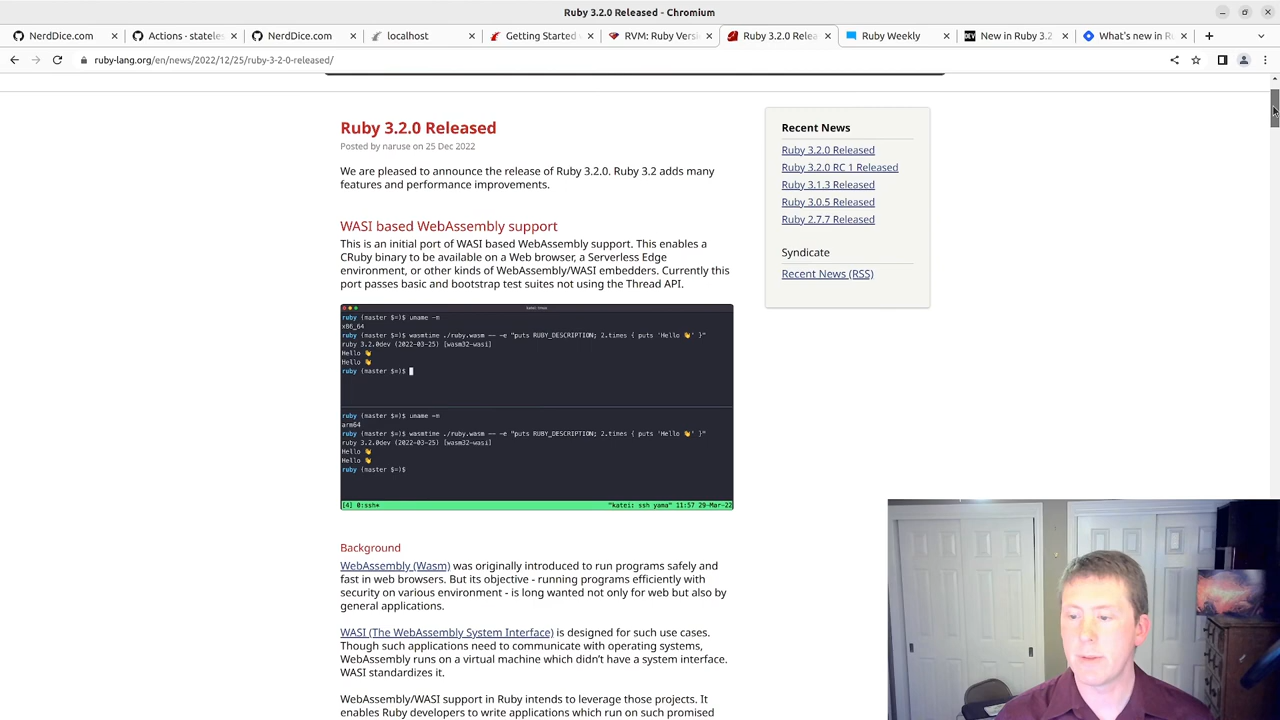 Ruby 3.2.0 Released - Chromium
NerdDice.com
Actions · stateles
NerdDice.com
localhost
Getting Started w
RVM: Ruby Versi
Ruby 3.2.0 Relea
Ruby Weekly
DEV New in Ruby 3.2
What's new in Ru
ruby-lang.org/en/news/2022/12/25/ruby-3-2-0-released/
Ruby 3.2.0 Released
Posted by naruse on 25 Dec 2022
We are pleased to announce the release of Ruby 3.2.0. Ruby 3.2 adds many
features and performance improvements.
WASI based WebAssembly support
This is an initial port of WASI based WebAssembly support. This enables a
CRuby binary to be available on a Web browser, a Serverless Edge
environment, or other kinds of WebAssembly/WASI embedders. Currently this
port passes basic and bootstrap test suites not using the Thread API.
ruby (master $=)$ uname -m
x86_64
ruby (master $=)$ wasmtime ./ruby.wasm -- -e "puts RUBY_DESCRIPTION; 2.times { puts 'Hello 👋' }"
ruby 3.2.0dev (2022-03-25) [wasm32-wasi]
Hello 👋
Hello 👋
ruby (master $=)$
ruby (master $=)$ uname -m
arm64
ruby (master $=)$ wasmtime ./ruby.wasm -- -e "puts RUBY_DESCRIPTION; 2.times { puts 'Hello 👋' }"
ruby 3.2.0dev (2022-03-25) [wasm32-wasi]
Hello 👋
Hello 👋
ruby (master $=)$
[4] 0:ssh* "katei: ssh yama" 11:57 29-Mar-22
Background
WebAssembly (Wasm) was originally introduced to run programs safely and
fast in web browsers. But its objective - running programs efficiently with
security on various environment - is long wanted not only for web but also by
general applications.
WASI (The WebAssembly System Interface) is designed for such use cases.
Though such applications need to communicate with operating systems,
WebAssembly runs on a virtual machine which didn't have a system interface.
WASI standardizes it.
WebAssembly/WASI support in Ruby intends to leverage those projects. It
enables Ruby developers to write applications which run on such promised
Recent News
Ruby 3.2.0 Released
Ruby 3.2.0 RC 1 Released
Ruby 3.1.3 Released
Ruby 3.0.5 Released
Ruby 2.7.7 Released
Syndicate
Recent News (RSS)